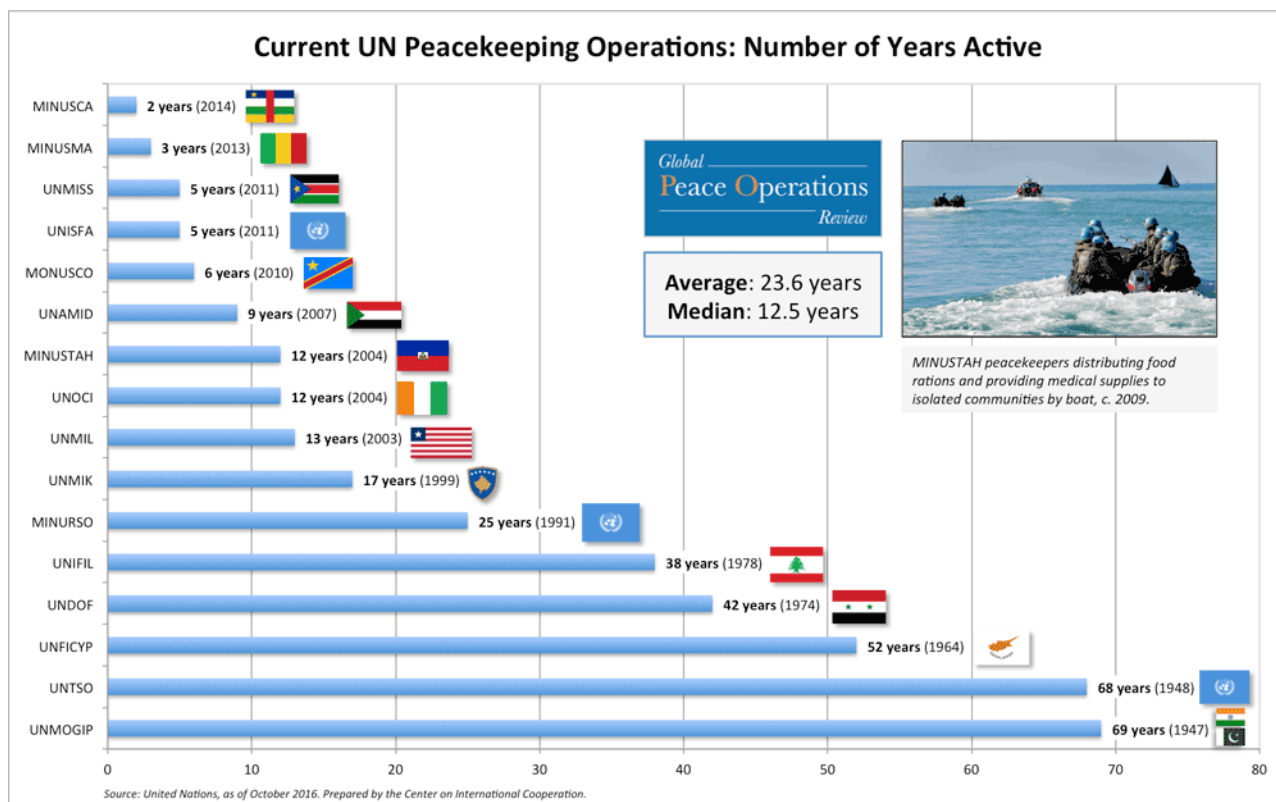 Current UN Peacekeeping Operations: Number of Years Active
MINUSCA 2 years (2014)
MINUSMA 3 years (2013)
UNMISS 5 years (2011)
UNISFA 5 years (2011)
MONUSCO 6 years (2010)
UNAMID 9 years (2007)
MINUSTAH 12 years (2004)
UNOCI 12 years (2004)
UNMIL 13 years (2003)
UNMIK 17 years (1999)
MINURSO 25 years (1991)
UNIFIL 38 years (1978)
UNDOF 42 years (1974)
UNFICYP 52 years (1964)
UNTSO 68 years (1948)
UNMOGIP 69 years (1947)
0 10 20 30 40 50 60 70 80
Global
Peace Operations
Review
Average: 23.6 years
Median: 12.5 years
MINUSTAH peacekeepers distributing food
rations and providing medical supplies to
isolated communities by boat, c. 2009.
Source: United Nations, as of October 2016. Prepared by the Center on International Cooperation.